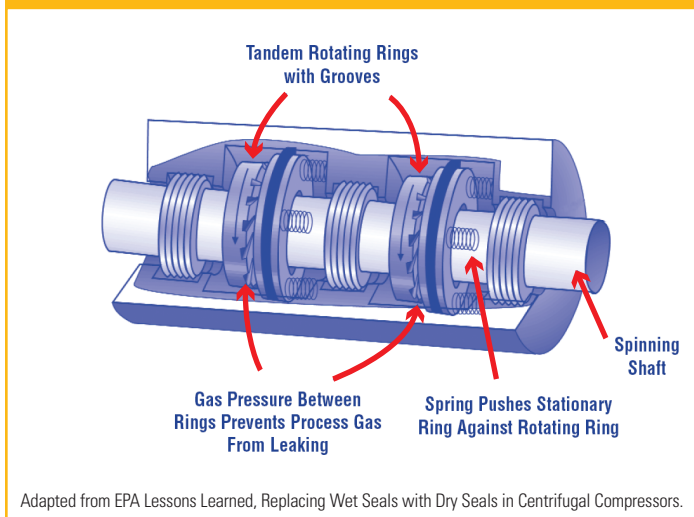 Tandem Rotating Rings
with Grooves
Spinning
Shaft
Gas Pressure Between
Rings Prevents Process Gas
From Leaking
Spring Pushes Stationary
Ring Against Rotating Ring
Adapted from EPA Lessons Learned, Replacing Wet Seals with Dry Seals in Centrifugal Compressors.